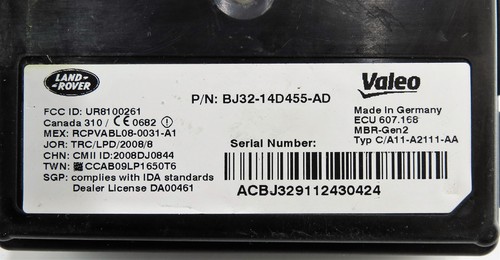 LAND-
ROVER
P/N: BJ32-14D455-AD
Valeo
FCC ID: UR8100261
Canada 310 / CE 0682
MEX: RCPVABL08-0031-A1
JOR: TRC/LPD/2008/8
CHN: CMII ID:2008DJ0844
TWN: CCAB09LP1650T6
SGP: complies with IDA standards
Dealer License DA00461
Made in Germany
ECU 607.168
MBR-Gen2
Typ C/A11-A2111-AA
Serial Number:
ACBJ329112430424